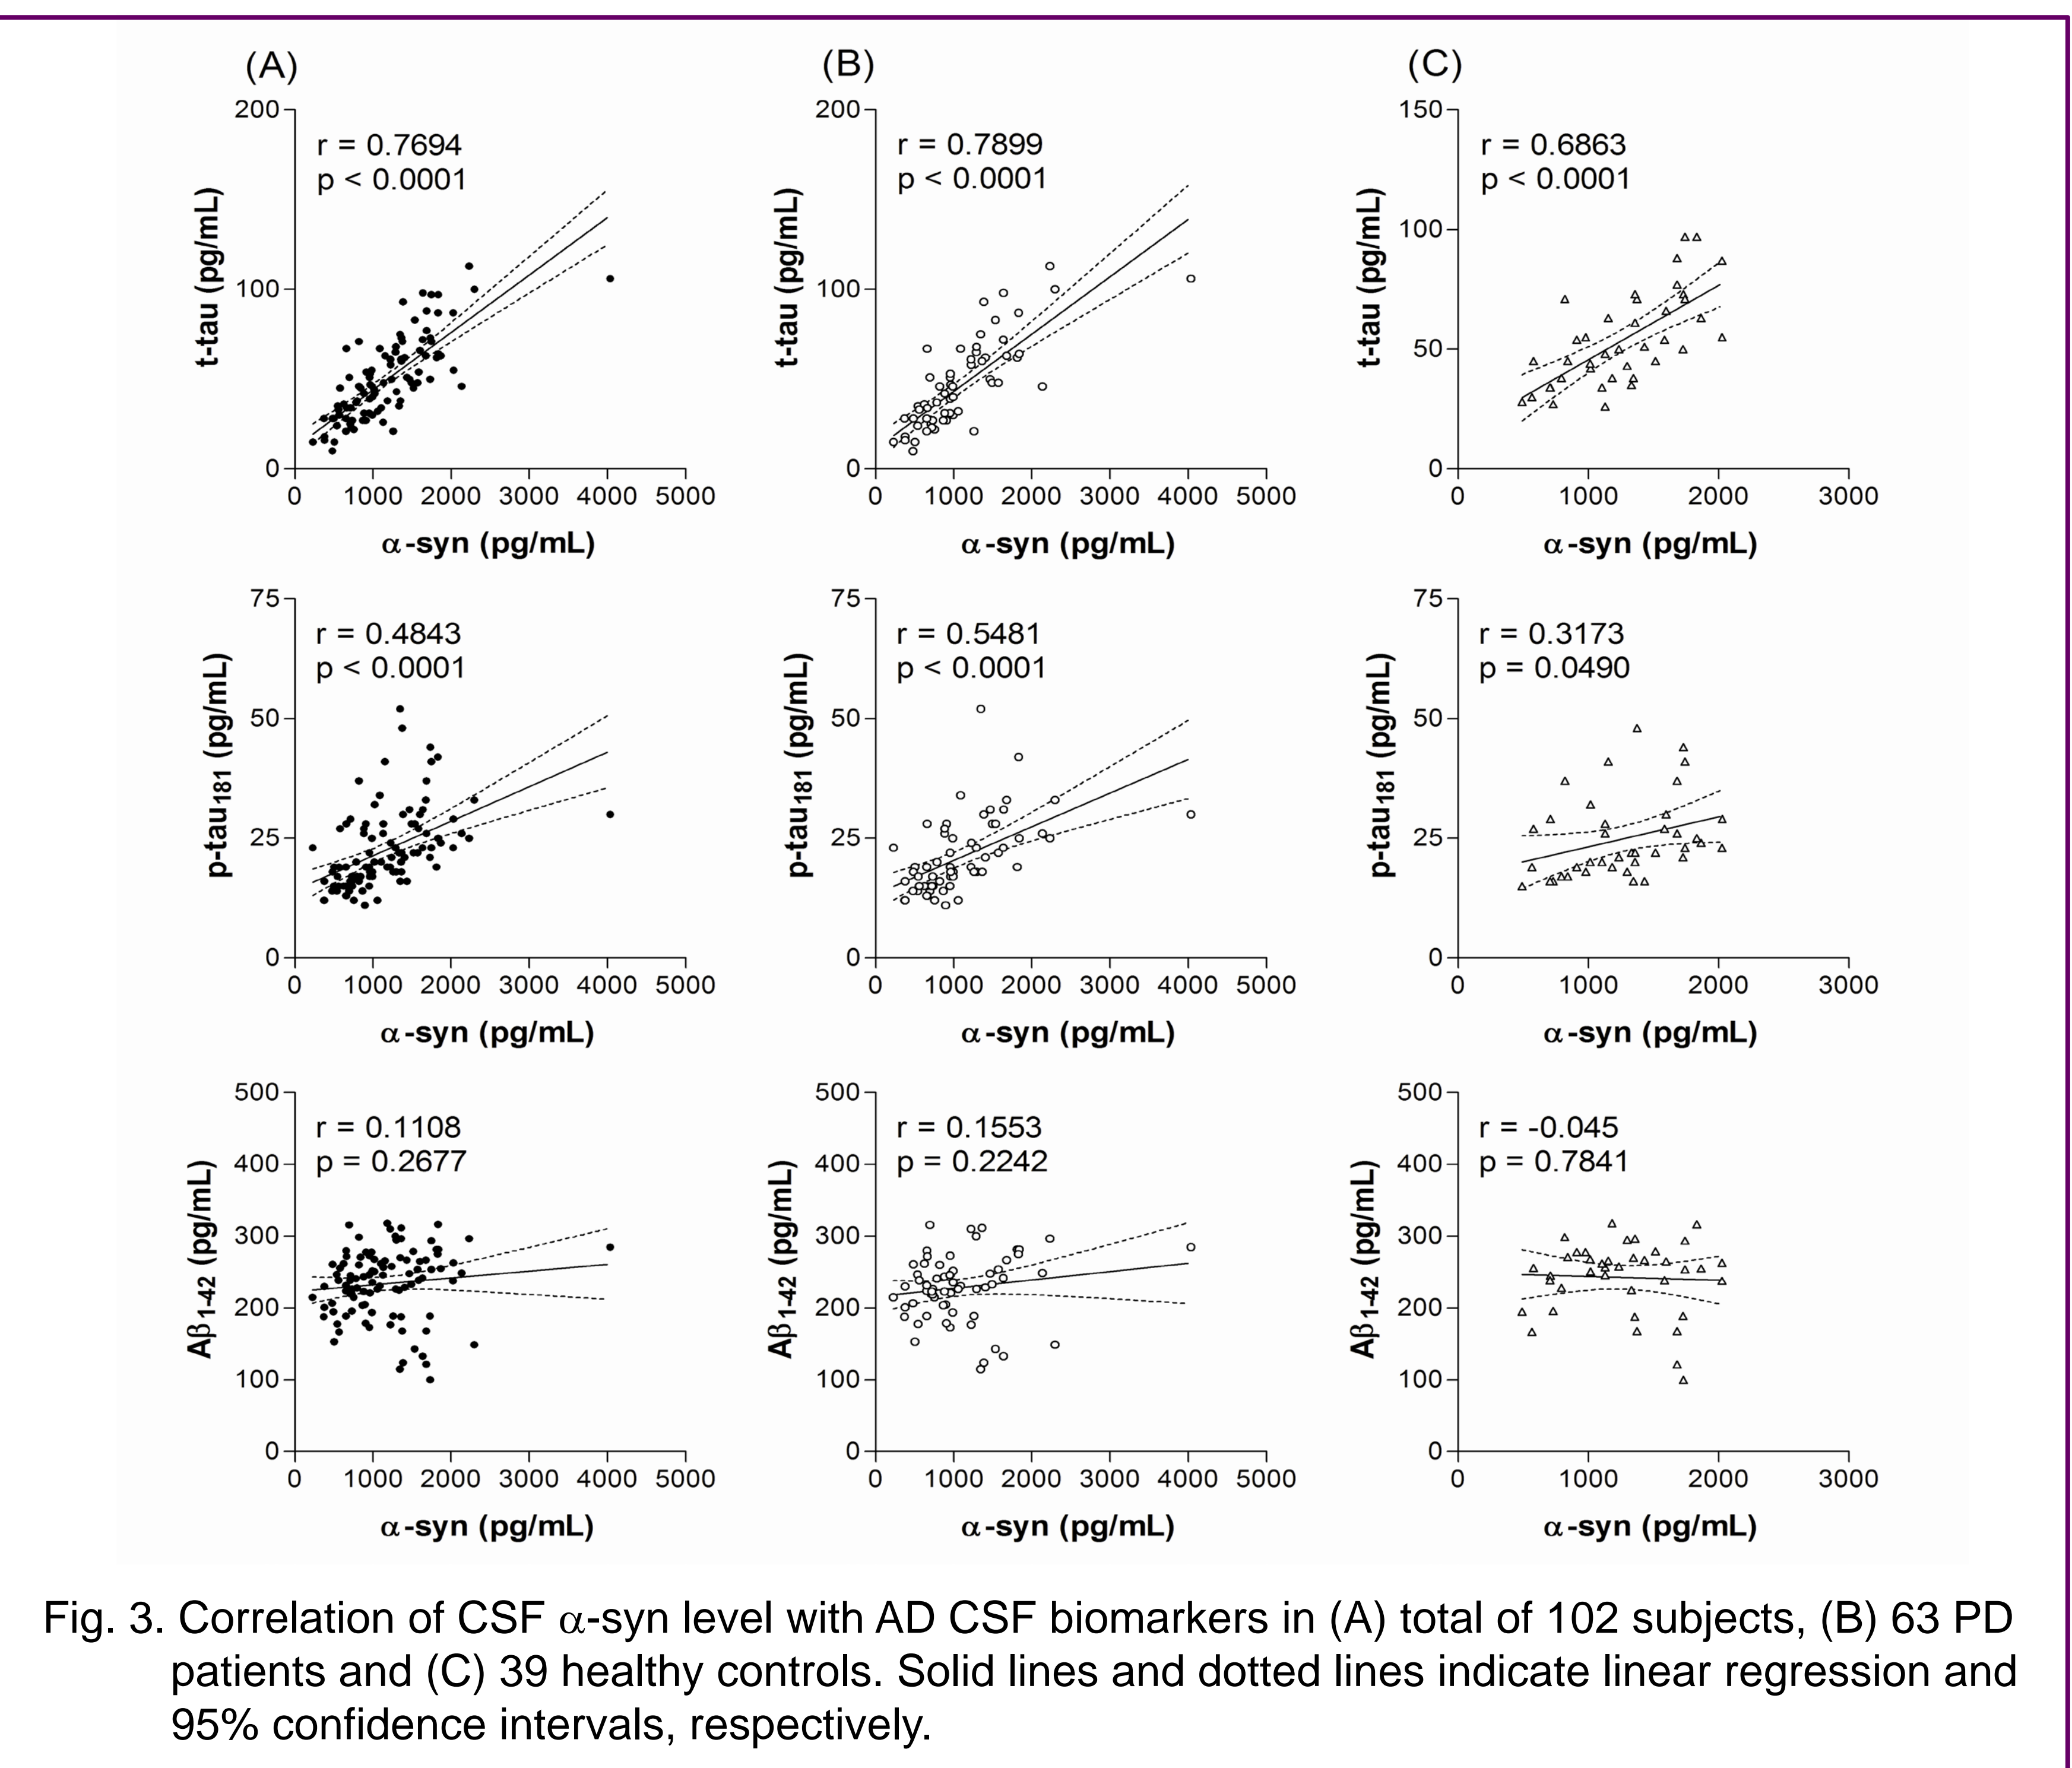 (A)
(B)
(C)
200
100
0
r = 0.7694
p < 0.0001
t-tau (pg/mL)
0 1000 2000 3000 4000 5000
α-syn (pg/mL)
200
100
0
r = 0.7899
p < 0.0001
t-tau (pg/mL)
0 1000 2000 3000 4000 5000
α-syn (pg/mL)
150
100
50
0
r = 0.6863
p < 0.0001
t-tau (pg/mL)
0 1000 2000 3000
α-syn (pg/mL)
75
50
25
0
r = 0.4843
p < 0.0001
p-tau181 (pg/mL)
0 1000 2000 3000 4000 5000
α-syn (pg/mL)
75
50
25
0
r = 0.5481
p < 0.0001
p-tau181 (pg/mL)
0 1000 2000 3000 4000 5000
α-syn (pg/mL)
75
50
25
0
r = 0.3173
p = 0.0490
p-tau181 (pg/mL)
0 1000 2000 3000
α-syn (pg/mL)
500
400
300
200
100
0
r = 0.1108
p = 0.2677
Aβ1-42 (pg/mL)
0 1000 2000 3000 4000 5000
α-syn (pg/mL)
500
400
300
200
100
0
r = 0.1553
p = 0.2242
Aβ1-42 (pg/mL)
0 1000 2000 3000 4000 5000
α-syn (pg/mL)
500
400
300
200
100
0
r = -0.045
p = 0.7841
Aβ1-42 (pg/mL)
0 1000 2000 3000
α-syn (pg/mL)
Fig. 3. Correlation of CSF α-syn level with AD CSF biomarkers in (A) total of 102 subjects, (B) 63 PD
patients and (C) 39 healthy controls. Solid lines and dotted lines indicate linear regression and
95% confidence intervals, respectively.